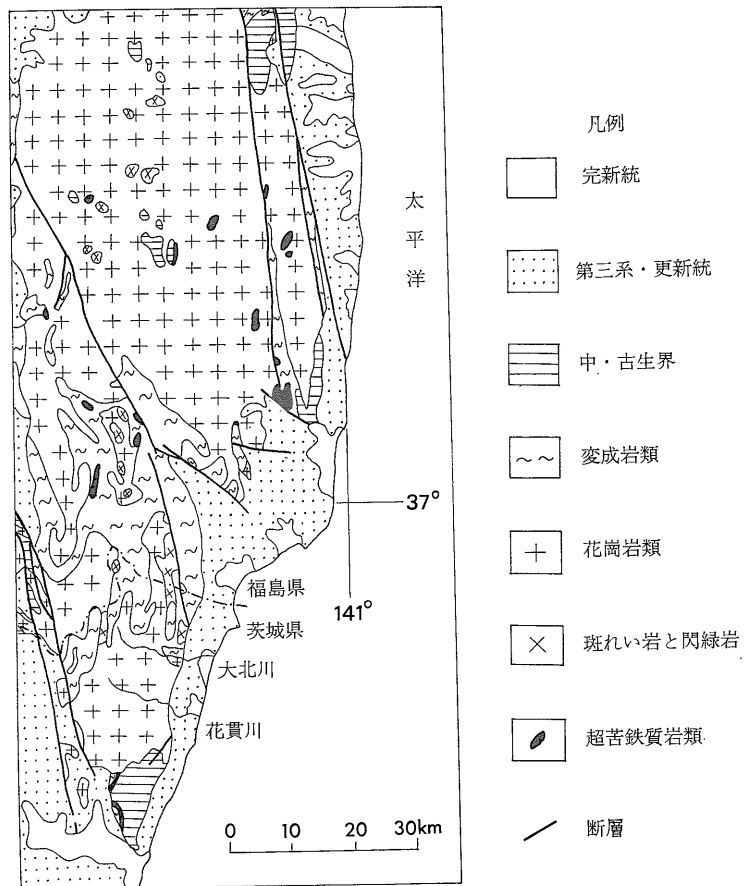 凡例
完新統
第三系・更新統
中・古生界
変成岩類
花崗岩類
斑れい岩と閃緑岩
超苦鉄質岩類
断層
太平洋
37°
141°
福島県
茨城県
大北川
花貫川
0 10 20 30km